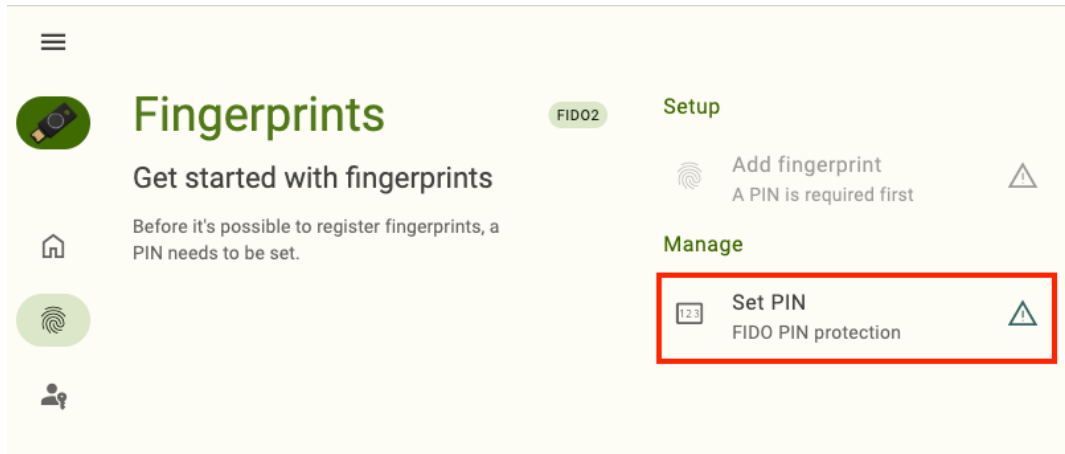 Fingerprints
FIDO2
Get started with fingerprints
Before it's possible to register fingerprints, a
PIN needs to be set.
Setup
Add fingerprint
A PIN is required first
Manage
123
Set PIN
FIDO PIN protection